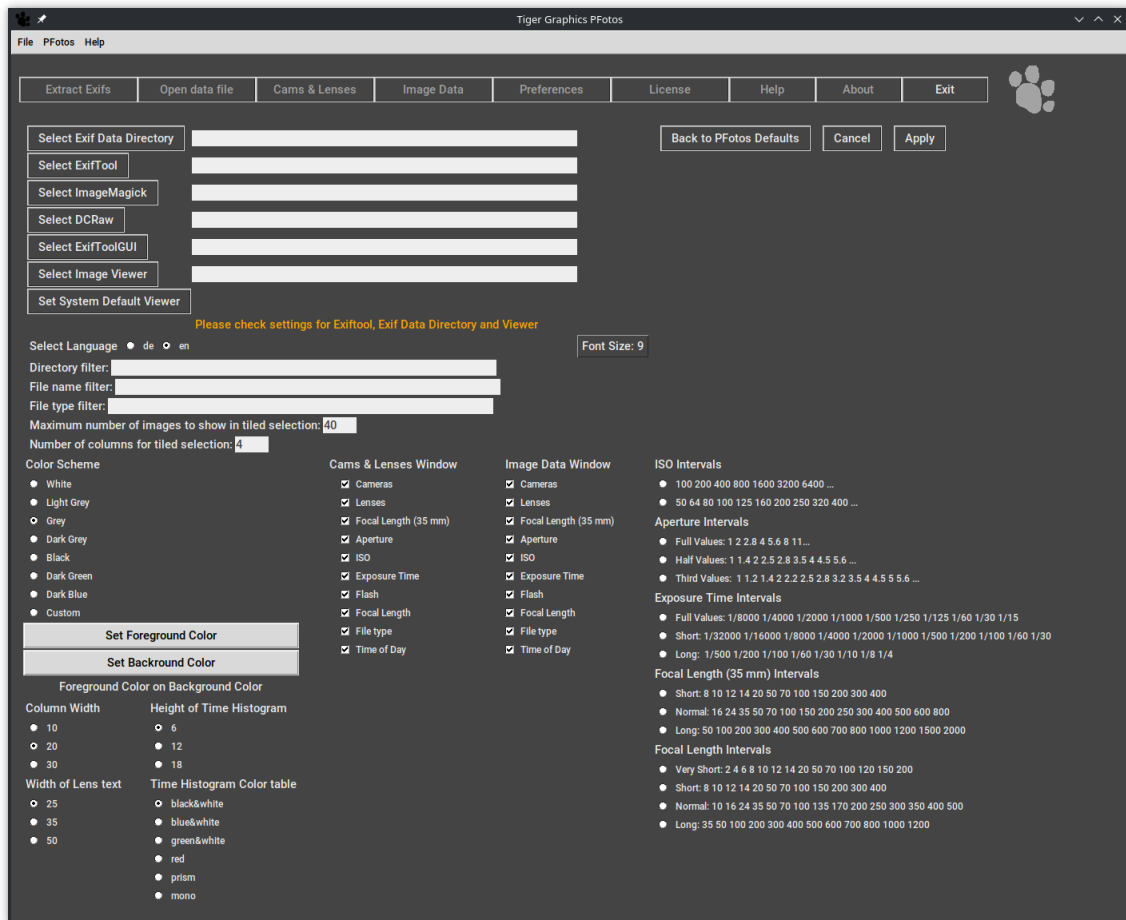 Tiger Graphics PFotos
File PFotos Help
Extract Exifs Open data file Cams & Lenses Image Data Preferences License Help About Exit
Select Exif Data Directory Back to PFotos Defaults Cancel Apply
Select ExifTool
Select ImageMagick
Select DCRaw
Select ExifToolGUI
Select Image Viewer
Set System Default Viewer
Please check settings for Exiftool, Exif Data Directory and Viewer
Select Language de en Font Size: 9
Directory filter:
File name filter:
File type filter:
Maximum number of images to show in tiled selection: 40
Number of columns for tiled selection: 4
Color Scheme
White
Light Grey
Grey
Dark Grey
Black
Dark Green
Dark Blue
Custom
Set Foreground Color
Set Backround Color
Foreground Color on Background Color
Column Width
10
20
30
Width of Lens text
25
35
50
Height of Time Histogram
6
12
18
Time Histogram Color table
black&white
blue&white
green&white
red
prism
mono
Cams & Lenses Window
Cameras
Lenses
Focal Length (35 mm)
Aperture
ISO
Exposure Time
Flash
Focal Length
File type
Time of Day
Image Data Window
Cameras
Lenses
Focal Length (35 mm)
Aperture
ISO
Exposure Time
Flash
Focal Length
File type
Time of Day
ISO Intervals
100 200 400 800 1600 3200 6400 ...
50 64 80 100 125 160 200 250 320 400 ...
Aperture Intervals
Full Values: 1 2 2.8 4 5.6 8 11...
Half Values: 1 1.4 2 2.5 2.8 3.5 4 4.5 5.6 ...
Third Values: 1 1.2 1.4 2 2.2 2.5 2.8 3.2 3.5 4 4.5 5 5.6 ...
Exposure Time Intervals
Full Values: 1/8000 1/4000 1/2000 1/1000 1/500 1/250 1/125 1/60 1/30 1/15
Short: 1/32000 1/16000 1/8000 1/4000 1/2000 1/1000 1/500 1/200 1/100 1/60 1/30
Long: 1/500 1/200 1/100 1/60 1/30 1/10 1/8 1/4
Focal Length (35 mm) Intervals
Short: 8 10 12 14 20 50 70 100 150 200 300 400
Normal: 16 24 35 50 70 100 150 200 250 300 400 500 600 800
Long: 50 100 200 300 400 500 600 700 800 1000 1200 1500 2000
Focal Length Intervals
Very Short: 2 4 6 8 10 12 14 20 50 70 100 120 150 200
Short: 8 10 12 14 20 50 70 100 150 200 300 400
Normal: 10 16 24 35 50 70 100 135 170 200 250 300 350 400 500
Long: 35 50 100 200 300 400 500 600 700 800 1000 1200